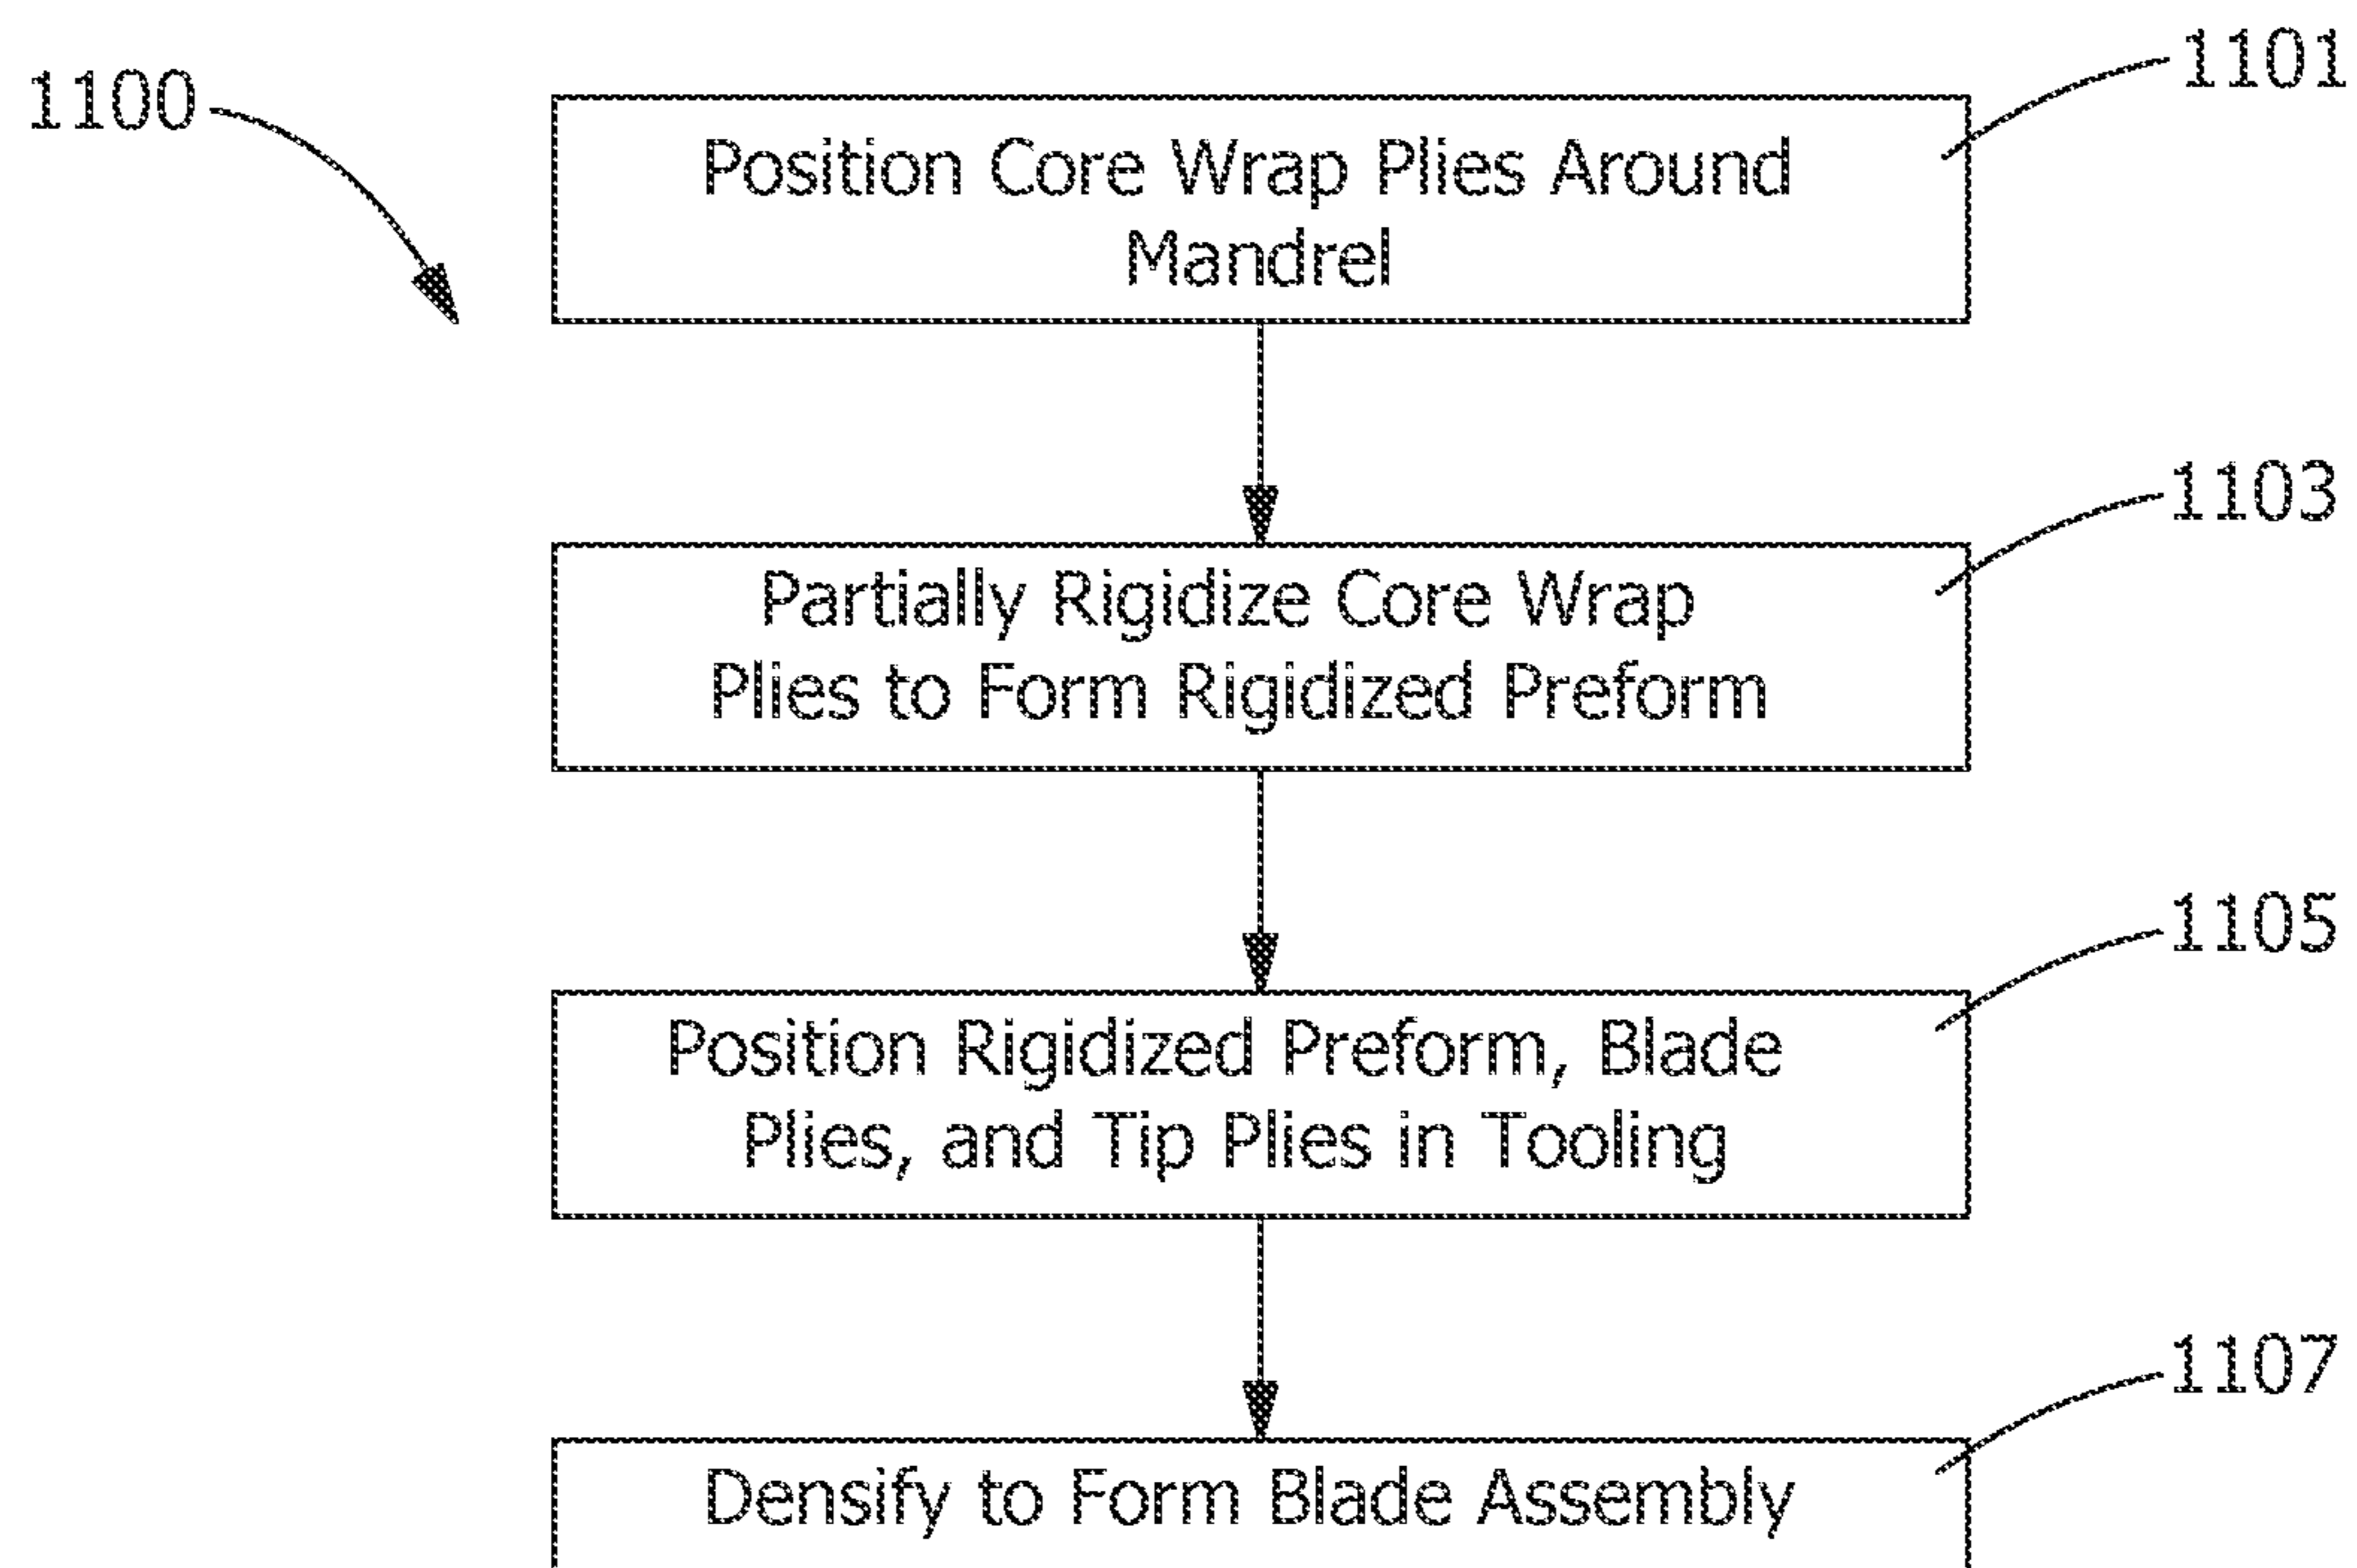 1100
1101
Position Core Wrap Plies Around
Mandrel
1103
Partially Rigidize Core Wrap
Plies to Form Rigidized Preform
1105
Position Rigidized Preform, Blade
Plies, and Tip Plies in Tooling
1107
Densify to Form Blade Assembly